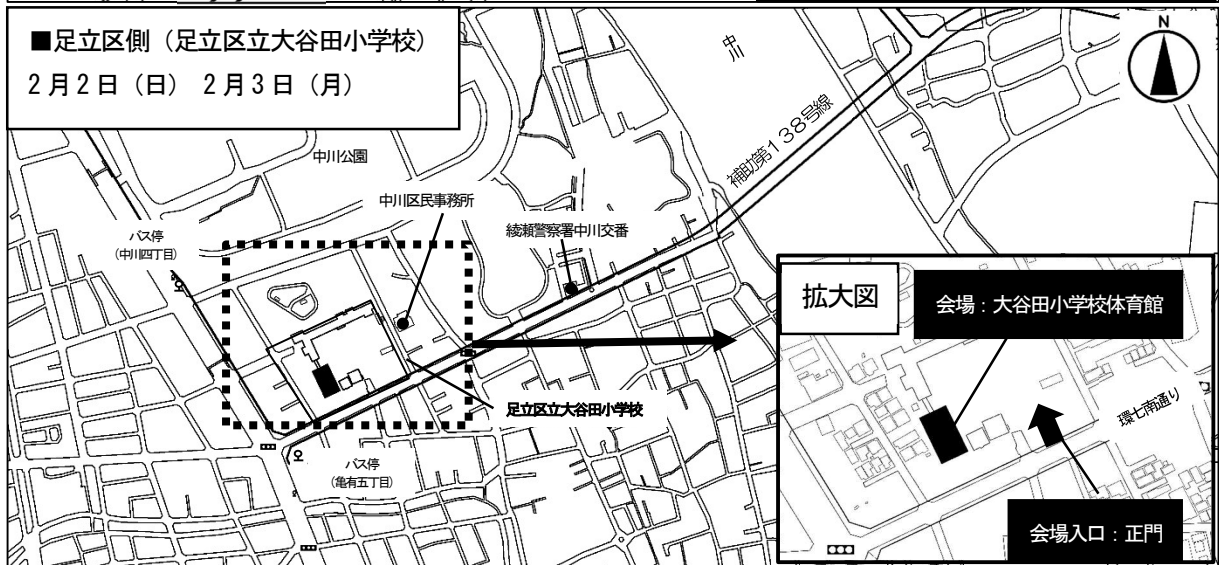 ■足立区側（足立区立大谷田小学校）
2月2日（日） 2月3日（月）
中川
N
補助第138号線
中川公園
中川区民事務所
綾瀬警察署中川交番
バス停
（中川四丁目）
足立区立大谷田小学校
バス停
（亀有五丁目）
拡大図
会場：大谷田小学校体育館
環七南通り
会場入口：正門